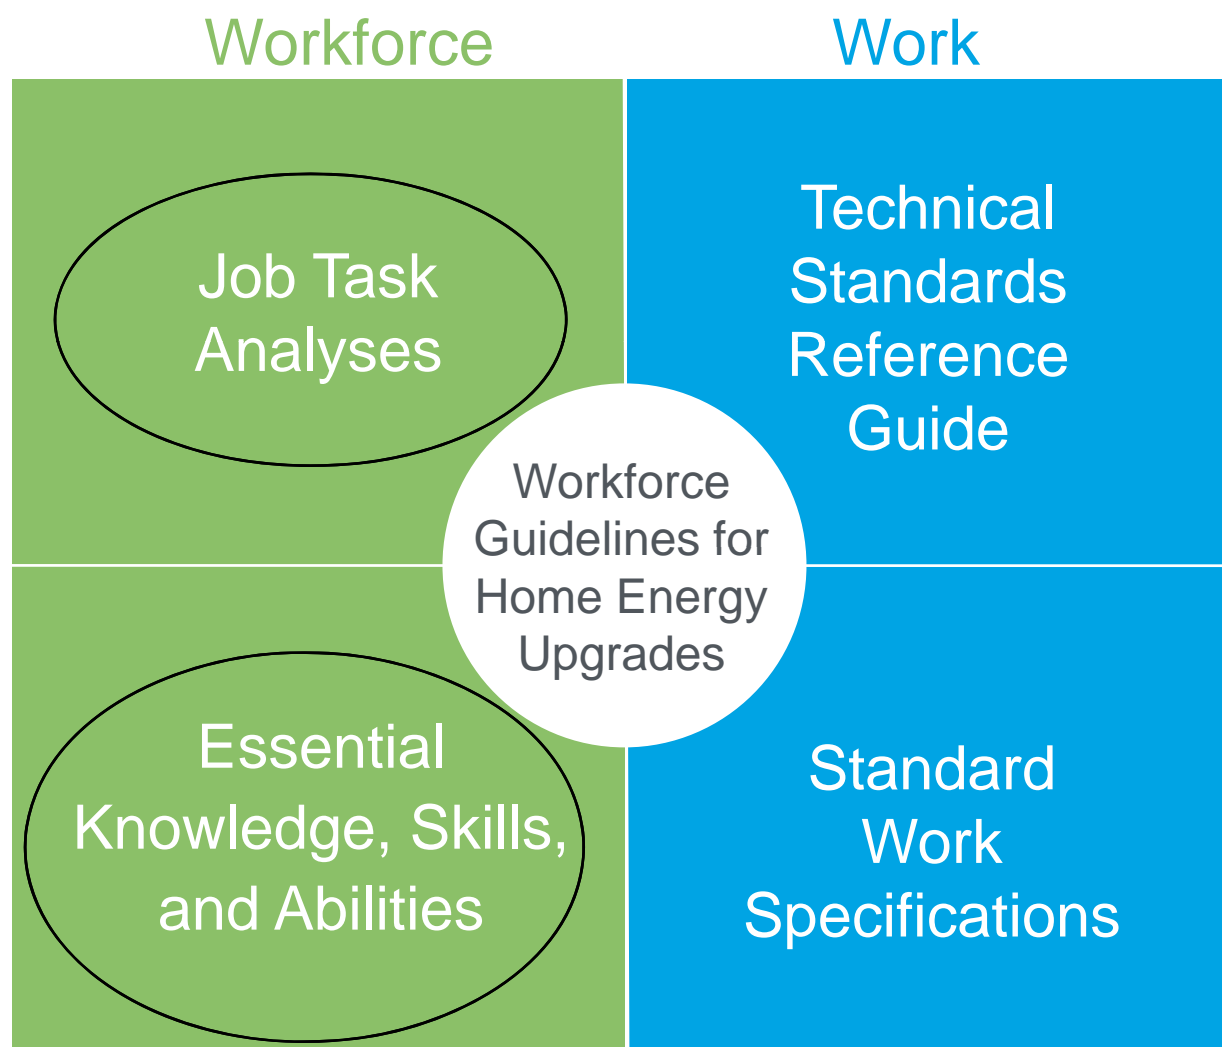 Workforce
Work
Job Task
Analyses
Technical
Standards
Reference
Guide
Workforce
Guidelines for
Home Energy
Upgrades
Essential
Knowledge, Skills,
and Abilities
Standard
Work
Specifications